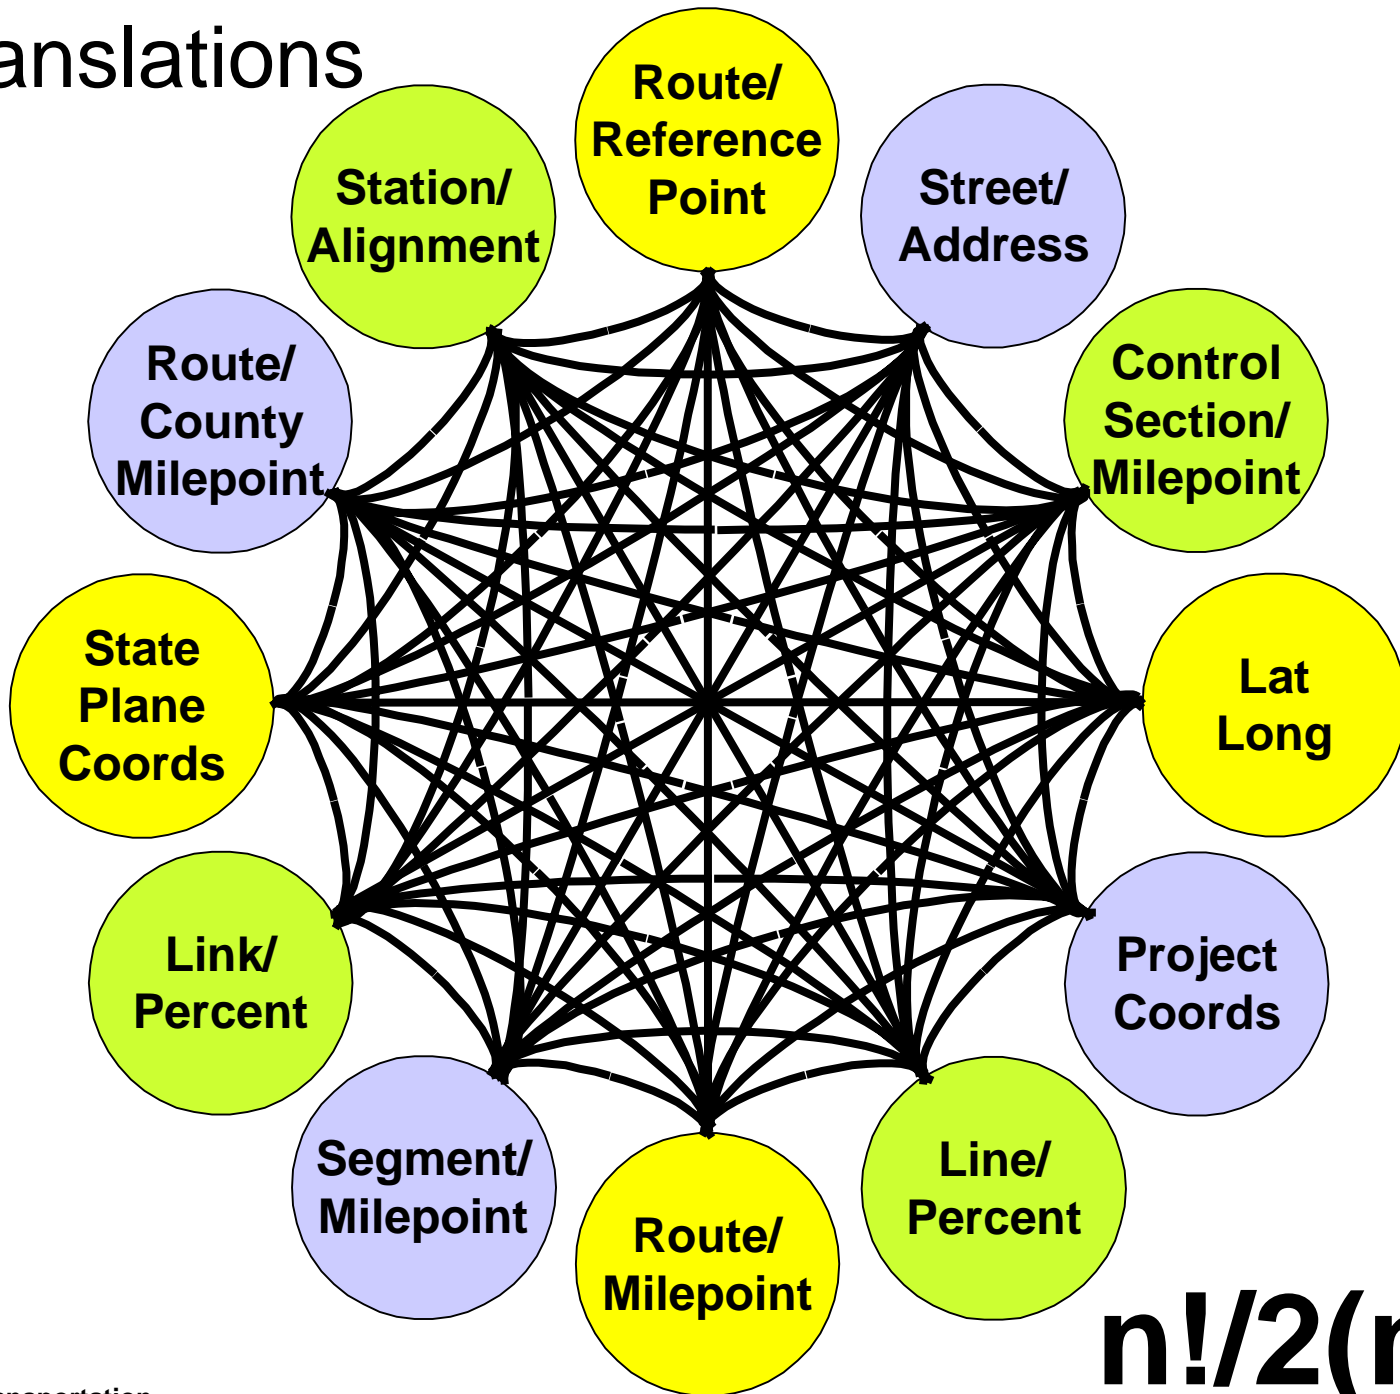 anslations
Route/
Reference
Point
Station/
Alignment
Street/
Address
Route/
County
Milepoint
Control
Section/
Milepoint
State
Plane
Coords
Lat
Long
Link/
Percent
Project
Coords
Segment/
Milepoint
Line/
Percent
Route/
Milepoint
n!/2(